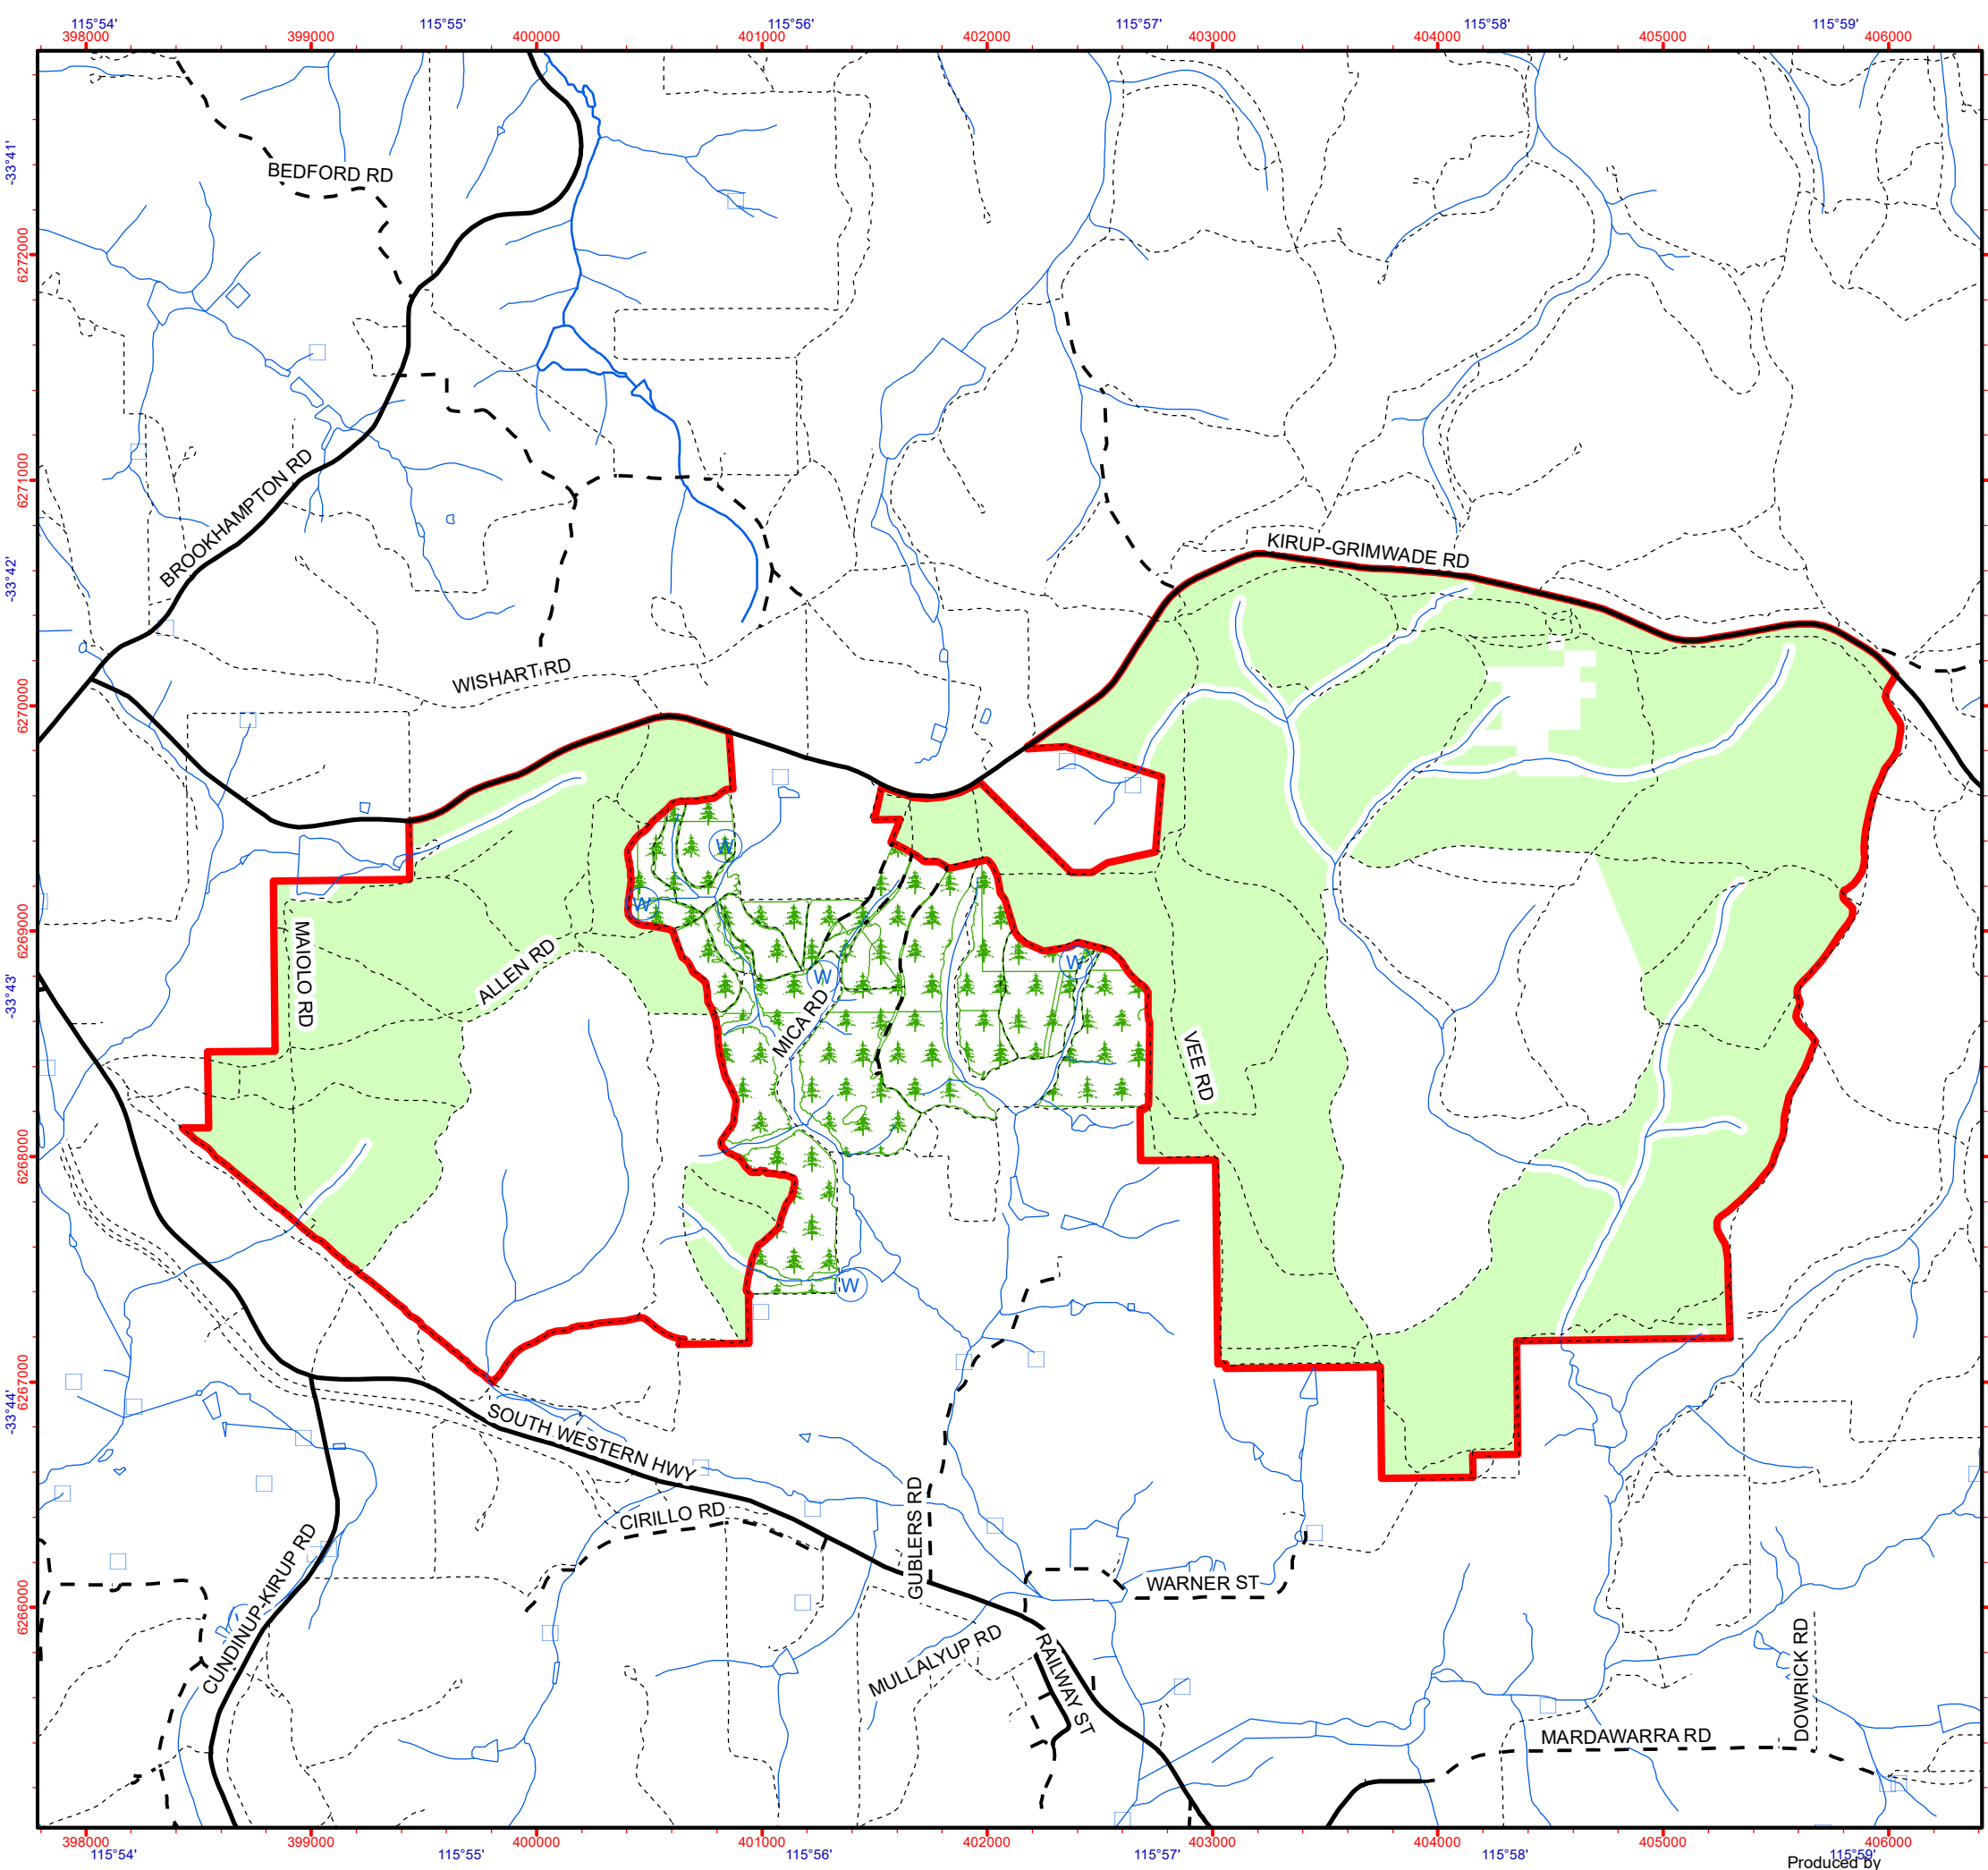 115°54' 115°55' 115°56' 115°57' 115°58' 115°59'
398000 399000 400000 401000 402000 403000 404000 405000 406000
-33°41'
BEDFORD RD
6272000
BROOKHAMPTON RD
6271000
KIRUP-GRIMWADE RD
-33°42'
WISHART RD
6270000
W
W
6269000
MAIOLO RD
ALLEN RD
W
W
-33°43'
MICA RD
VEE RD
6268000
W
6267000
-33°44'
SOUTH WESTERN HWY
CIRILLO RD
GUBLERS RD
CUNDINUP-KIRUP RD
WARNER ST
6266000
MULLALYUP RD
RAILWAY ST
DOWRICK RD
MARDAWARRA RD
398000 399000 400000 401000 402000 403000 404000 405000 406000
115°54' 115°55' 115°56' 115°57' 115°58' 115°59'
Produced by